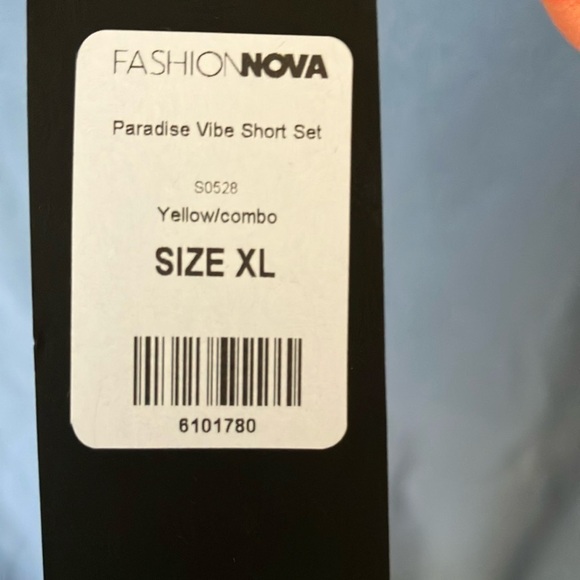 FASHIONNOVA
Paradise Vibe Short Set
S0528
Yellow/combo
SIZE XL
6101780